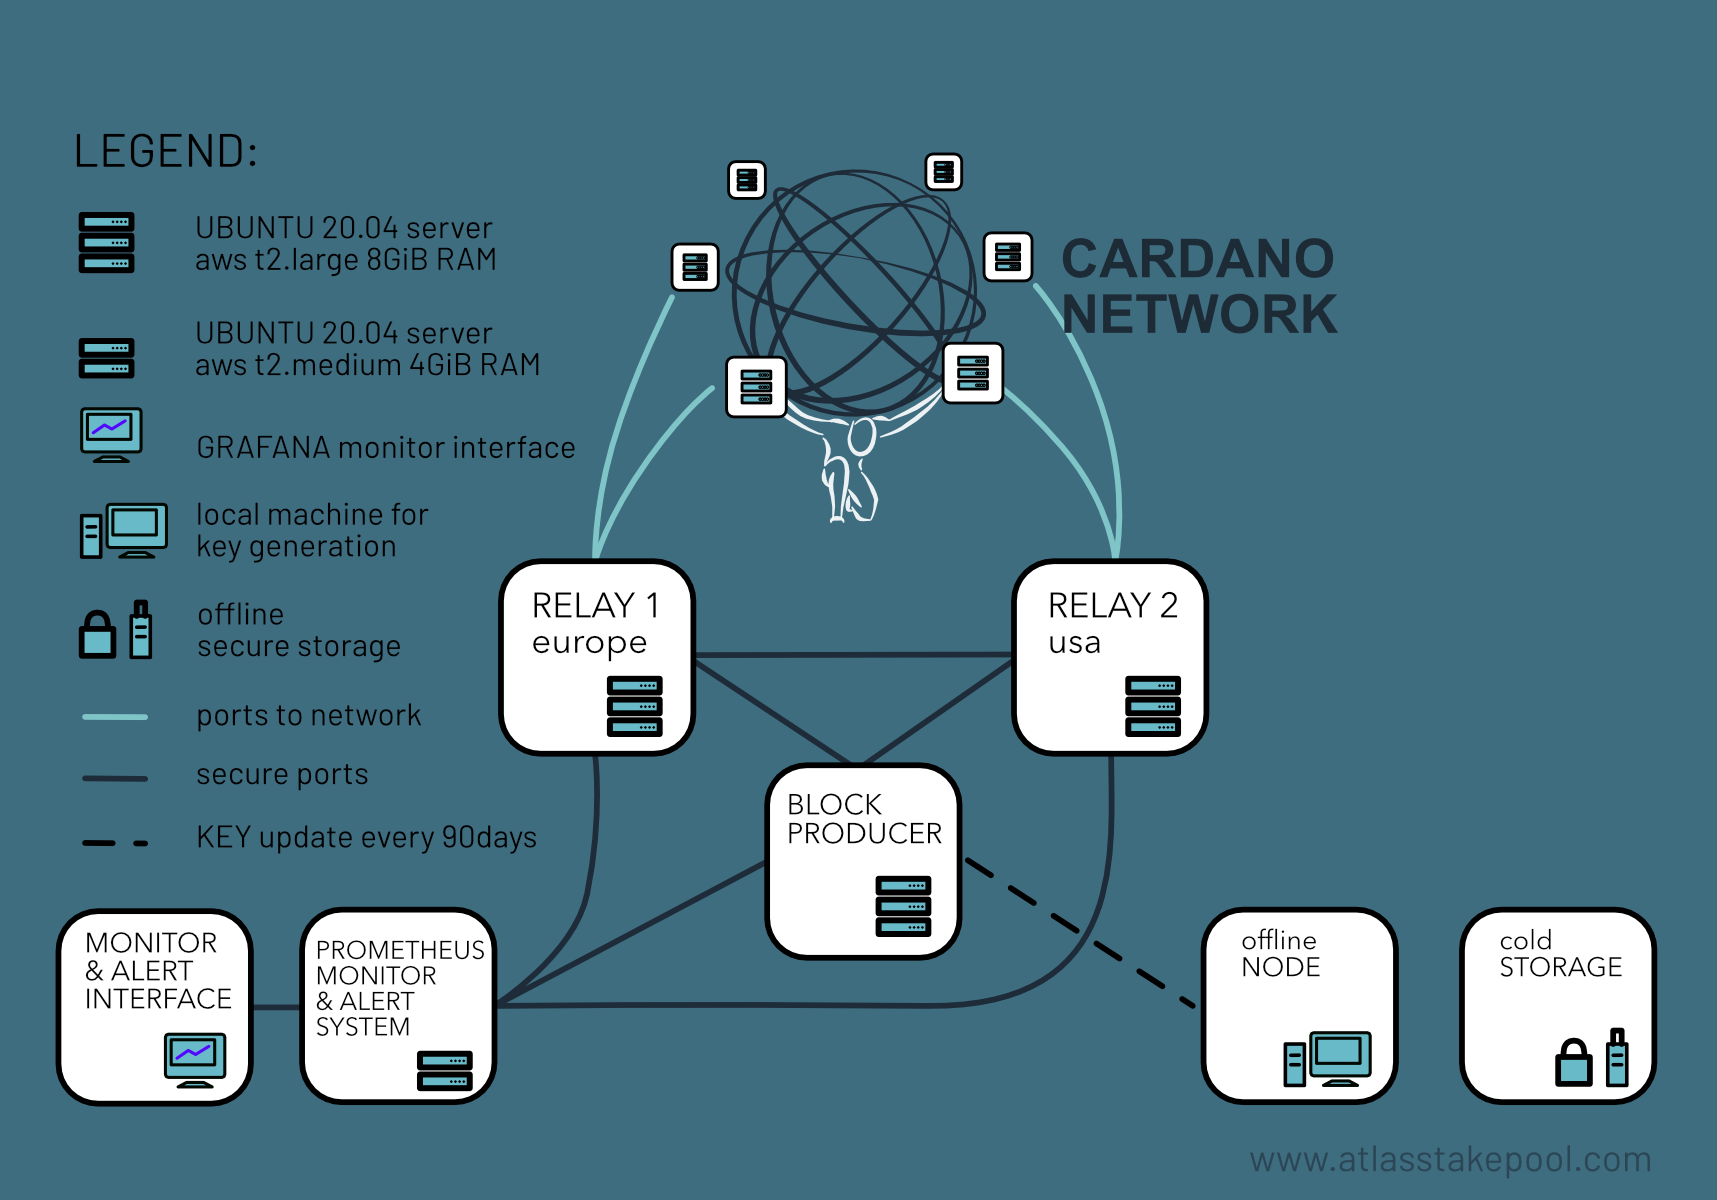 LEGEND:
UBUNTU 20.04 server
aws t2.large 8GiB RAM
UBUNTU 20.04 server
aws t2.medium 4GiB RAM
GRAFANA monitor interface
local machine for
key generation
offline
secure storage
ports to network
secure ports
KEY update every 90days
CARDANO
NETWORK
RELAY 1
europe
RELAY 2
usa
BLOCK
PRODUCER
MONITOR
& ALERT
INTERFACE
PROMETHEUS
MONITOR
& ALERT
SYSTEM
offline
NODE
cold
STORAGE
www.atlasstakepool.com